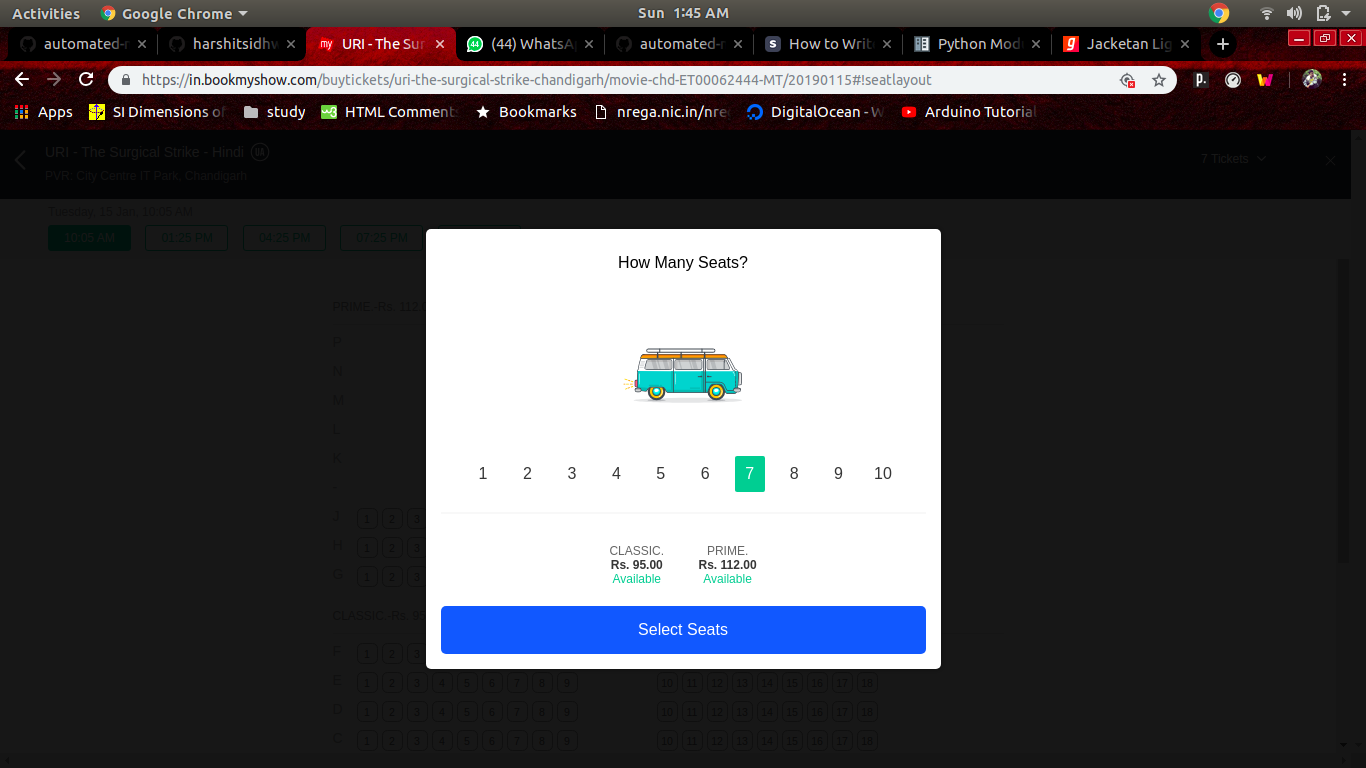 Activities Google Chrome Sun 1:45 AM
automated-r harshitsidhw my URI - The Sur (44) WhatsA automated-r How to Write Python Mod Jacketan Lig
https://in.bookmyshow.com/buytickets/uri-the-surgical-strike-chandigarh/movie-chd-ET00062444-MT/20190115#!seatlayout
Apps SI Dimensions of study HTML Comments Bookmarks nrega.nic.in/nre DigitalOcean - W Arduino Tutorial
URI - The Surgical Strike - Hindi UA
7 Tickets
PVR: City Centre IT Park, Chandigarh
Tuesday, 15 Jan, 10:05 AM
10:05 AM 01:25 PM 04:25 PM 07:25 PM
How Many Seats?
PRIME.-Rs. 112
P
N
M
L
K
1 2 3 4 5 6 7 8 9 10
J 1 2 3
H 1 2 3
G 1 2 3
CLASSIC. PRIME.
Rs. 95.00 Rs. 112.00
Available Available
CLASSIC.-Rs. 95
Select Seats
F 1 2 3
E 1 2 3 4 5 6 7 8 9 10 11 12 13 14 15 16 17 18
D 1 2 3 4 5 6 7 8 9 10 11 12 13 14 15 16 17 18
C 1 2 3 4 5 6 7 8 9 10 11 12 13 14 15 16 17 18